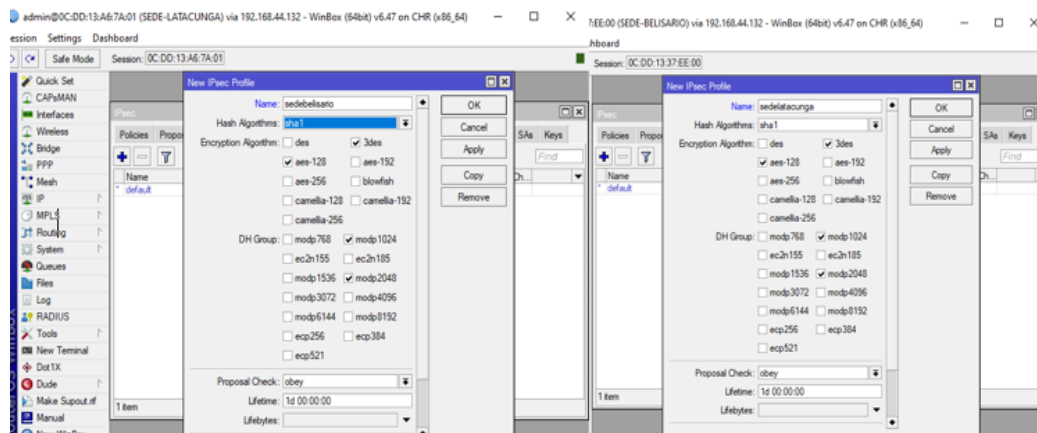 admin@0C:DD:13:A6:7A:01 (SEDE-LATACUNGA) via 192.168.44.132 - WinBox (64bit) v6.47 on CHR (x86_64)
ession Settings Dashboard
Safe Mode Session: 0C:DD:13:A6:7A:01
Quick Set
CAPsMAN
Interfaces
Wireless
Bridge
PPP
Mesh
IP
MPLS
Routing
System
Queues
Files
Log
RADIUS
Tools
New Terminal
Dot1X
Dude
Make Supout.rif
Manual
New WinBox
IPsec
Policies Propo
SAs Keys
Find
Name
* default
1 item
New IPsec Profile
Name: sedebelisario
Hash Algorithms: sha1
Encryption Algorithm: des 3des
aes-128 aes-192
aes-256 blowfish
camellia-128 camellia-192
camellia-256
DH Group: modp768 modp1024
ec2n155 ec2n185
modp1536 modp2048
modp3072 modp4096
modp6144 modp8192
ecp256 ecp384
ecp521
Proposal Check: obey
Lifetime: 1d 00:00:00
Lifebytes:
OK
Cancel
Apply
Copy
Remove
7:EE:00 (SEDE-BELISARIO) via 192.168.44.132 - WinBox (64bit) v6.47 on CHR (x86_64)
hboard
Session: 0C:DD:13:37:EE:00
IPsec
Policies Propo
SAs Keys
Find
Name
* default
1 item
New IPsec Profile
Name: sedelatacunga
Hash Algorithms: sha1
Encryption Algorithm: des 3des
aes-128 aes-192
aes-256 blowfish
camellia-128 camellia-192
camellia-256
DH Group: modp768 modp1024
ec2n155 ec2n185
modp1536 modp2048
modp3072 modp4096
modp6144 modp8192
ecp256 ecp384
ecp521
Proposal Check: obey
Lifetime: 1d 00:00:00
Lifebytes:
OK
Cancel
Apply
Copy
Remove